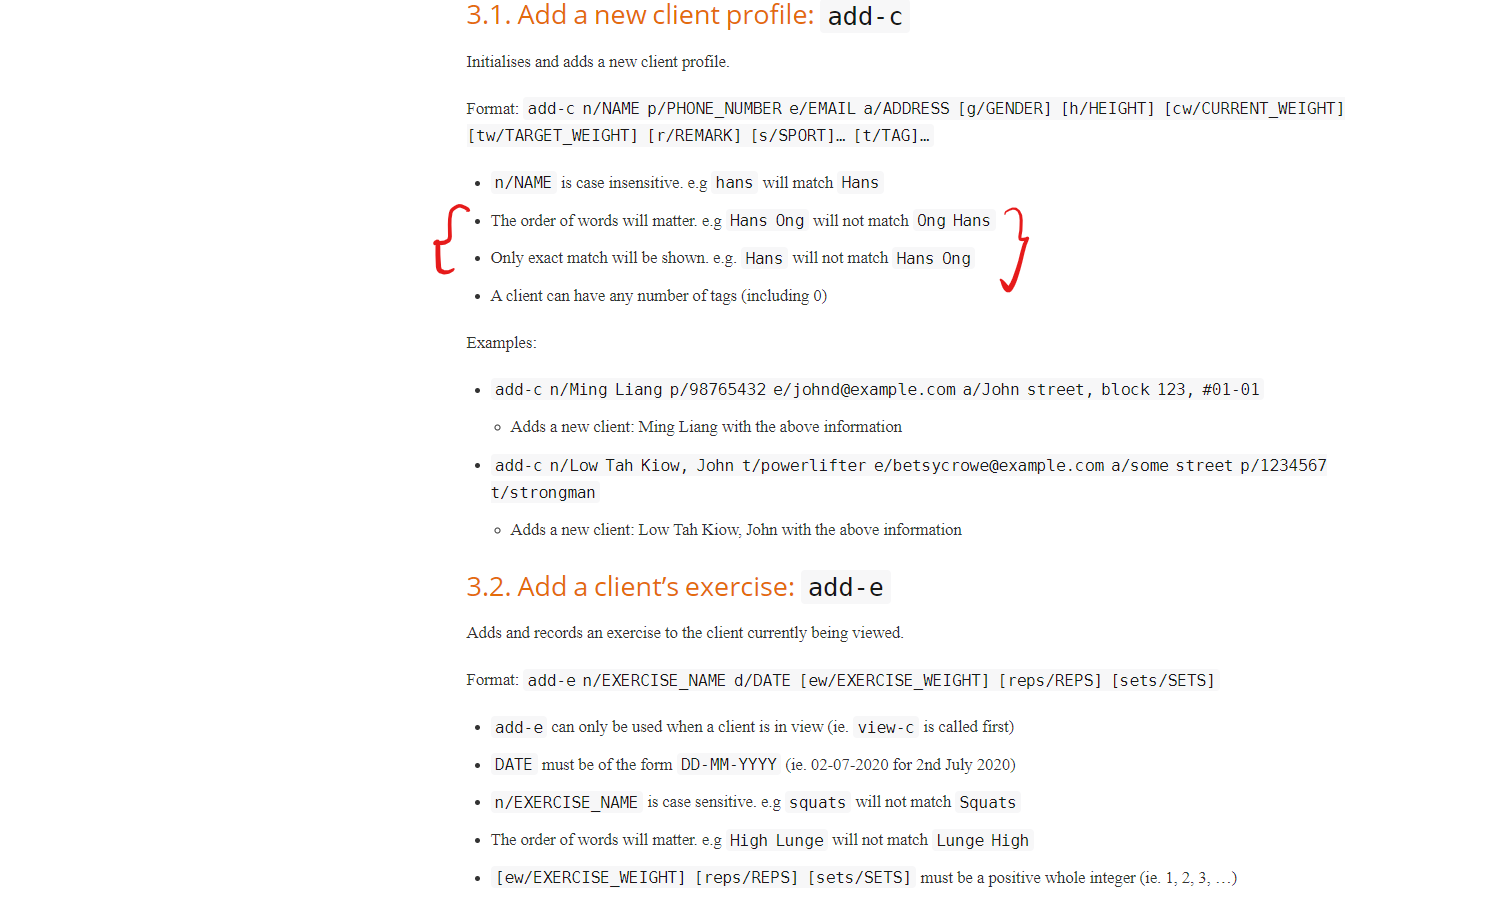 3.1. Add a new client profile: add-c
Initialises and adds a new client profile.
Format: add-c n/NAME p/PHONE_NUMBER e/EMAIL a/ADDRESS [g/GENDER] [h/HEIGHT] [cw/CURRENT_WEIGHT]
[tw/TARGET_WEIGHT] [r/REMARK] [s/SPORT]… [t/TAG]…
• n/NAME is case insensitive. e.g hans will match Hans
• The order of words will matter. e.g Hans Ong will not match Ong Hans
• Only exact match will be shown. e.g. Hans will not match Hans Ong
• A client can have any number of tags (including 0)
Examples:
• add-c n/Ming Liang p/98765432 e/johnd@example.com a/John street, block 123, #01-01
◦ Adds a new client: Ming Liang with the above information
• add-c n/Low Tah Kiow, John t/powerlifter e/betsycrowe@example.com a/some street p/1234567
t/strongman
◦ Adds a new client: Low Tah Kiow, John with the above information
3.2. Add a client’s exercise: add-e
Adds and records an exercise to the client currently being viewed.
Format: add-e n/EXERCISE_NAME d/DATE [ew/EXERCISE_WEIGHT] [reps/REPS] [sets/SETS]
• add-e can only be used when a client is in view (ie. view-c is called first)
• DATE must be of the form DD-MM-YYYY (ie. 02-07-2020 for 2nd July 2020)
• n/EXERCISE_NAME is case sensitive. e.g squats will not match Squats
• The order of words will matter. e.g High Lunge will not match Lunge High
• [ew/EXERCISE_WEIGHT] [reps/REPS] [sets/SETS] must be a positive whole integer (ie. 1, 2, 3, …)